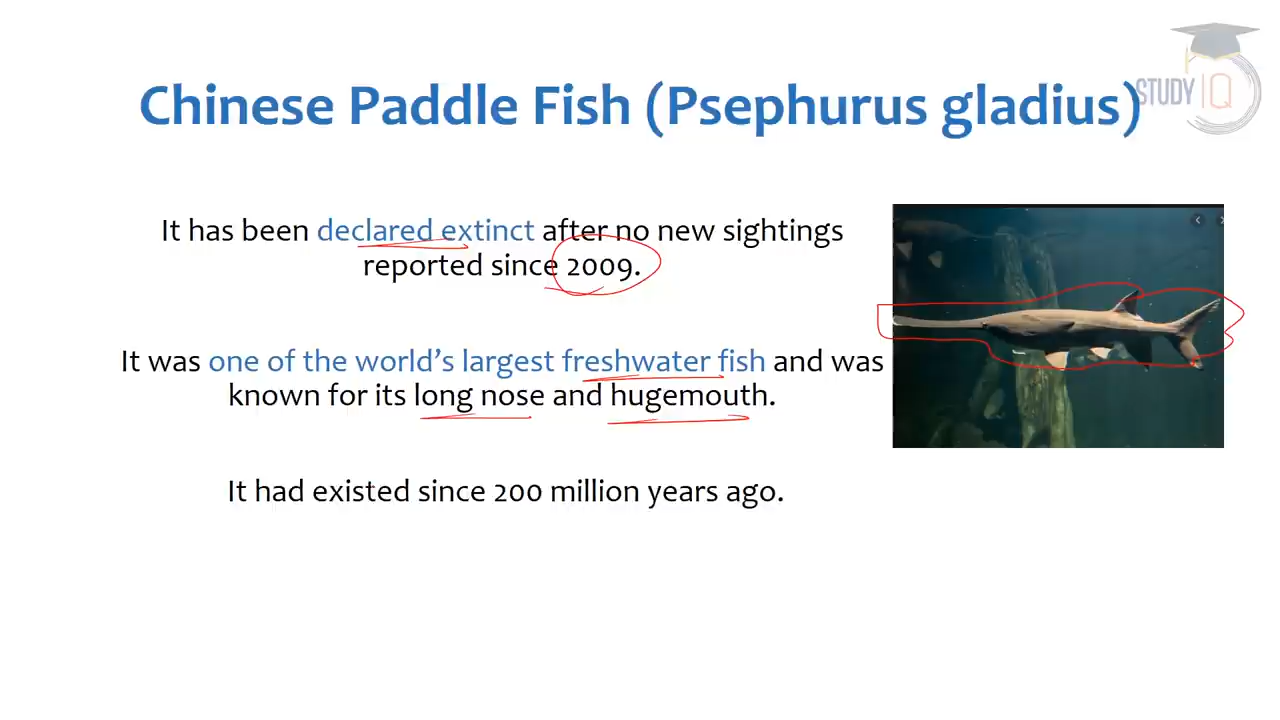 STUDY IQ
Chinese Paddle Fish (Psephurus gladius)
It has been declared extinct after no new sightings
reported since 2009.
It was one of the world's largest freshwater fish and was
known for its long nose and hugemouth.
It had existed since 200 million years ago.